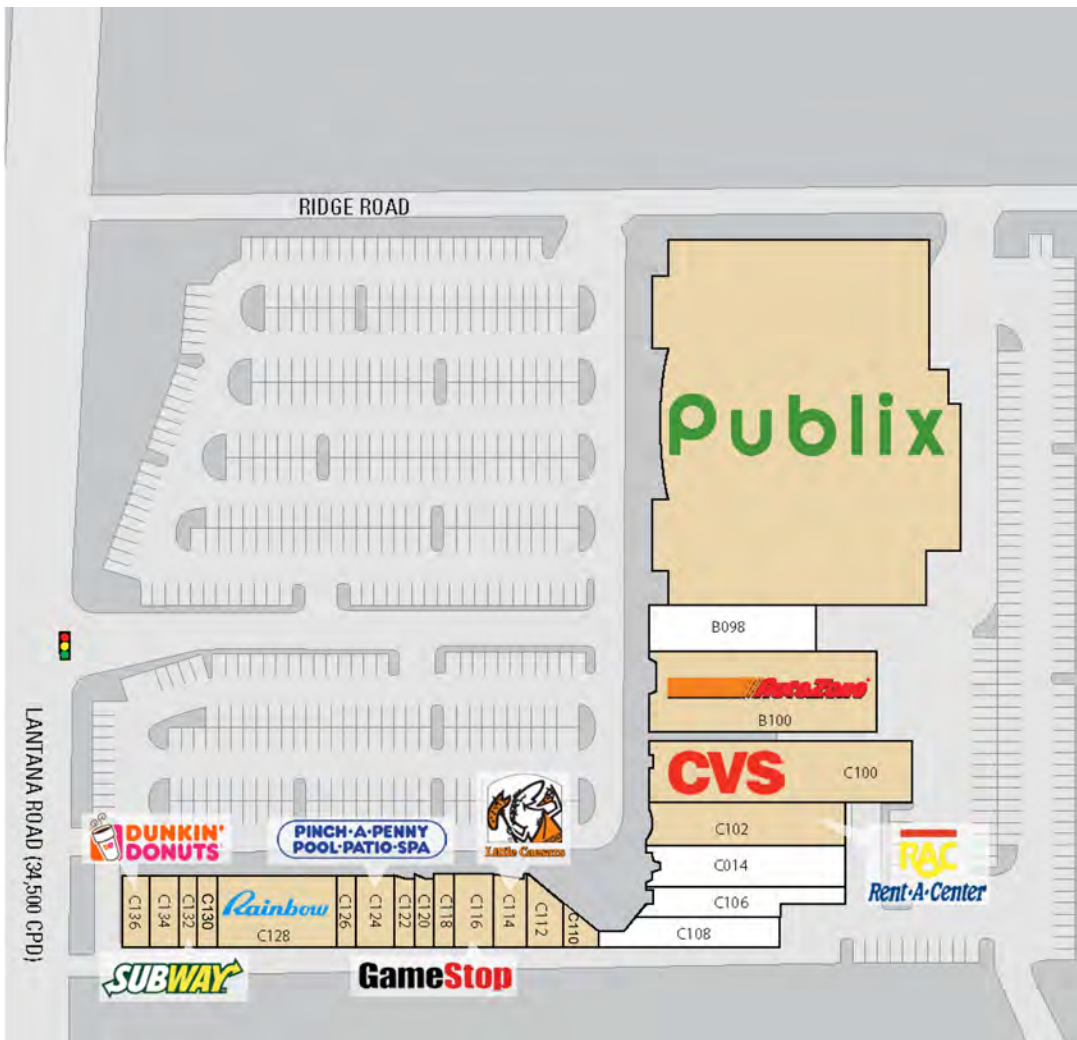 RIDGE ROAD
Publix
B098
AutoZone
B100
LANTANA ROAD (34,500 CPD)
CVS
C100
C102
RAC
Rent-A-Center
C014
C106
C108
DUNKIN'
DONUTS
PINCH-A-PENNY
POOL·PATIO·SPA
Little Caesars
C136
C134
C132
C130
Rainbow
C128
C126
C124
C122
C120
C118
C116
C114
C112
C110
SUBWAY
GameStop